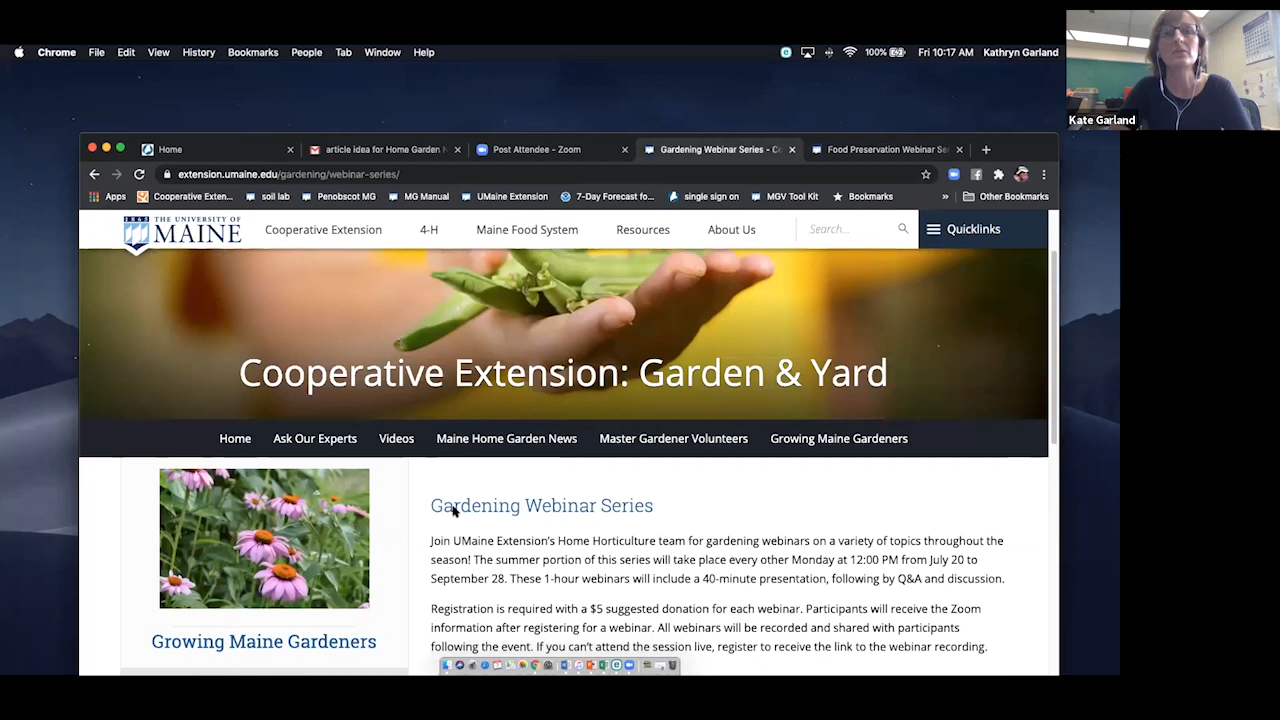 Chrome File Edit View History Bookmarks People Tab Window Help 100% Fri 10:17 AM Kathryn Garland
Kate Garland
Home article idea for Home Garden Post Attendee - Zoom Gardening Webinar Series - C Food Preservation Webinar Se
extension.umaine.edu/gardening/webinar-series/
Apps Cooperative Exten... soil lab Penobscot MG MG Manual UMaine Extension 7-Day Forecast fo... single sign on MGV Tool Kit Bookmarks » Other Bookmarks
1865 THE UNIVERSITY OF
MAINE
Cooperative Extension 4-H Maine Food System Resources About Us Search... Quicklinks
Cooperative Extension: Garden & Yard
Home Ask Our Experts Videos Maine Home Garden News Master Gardener Volunteers Growing Maine Gardeners
Growing Maine Gardeners
Gardening Webinar Series
Join UMaine Extension's Home Horticulture team for gardening webinars on a variety of topics throughout the
season! The summer portion of this series will take place every other Monday at 12:00 PM from July 20 to
September 28. These 1-hour webinars will include a 40-minute presentation, following by Q&A and discussion.
Registration is required with a $5 suggested donation for each webinar. Participants will receive the Zoom
information after registering for a webinar. All webinars will be recorded and shared with participants
following the event. If you can't attend the session live, register to receive the link to the webinar recording.